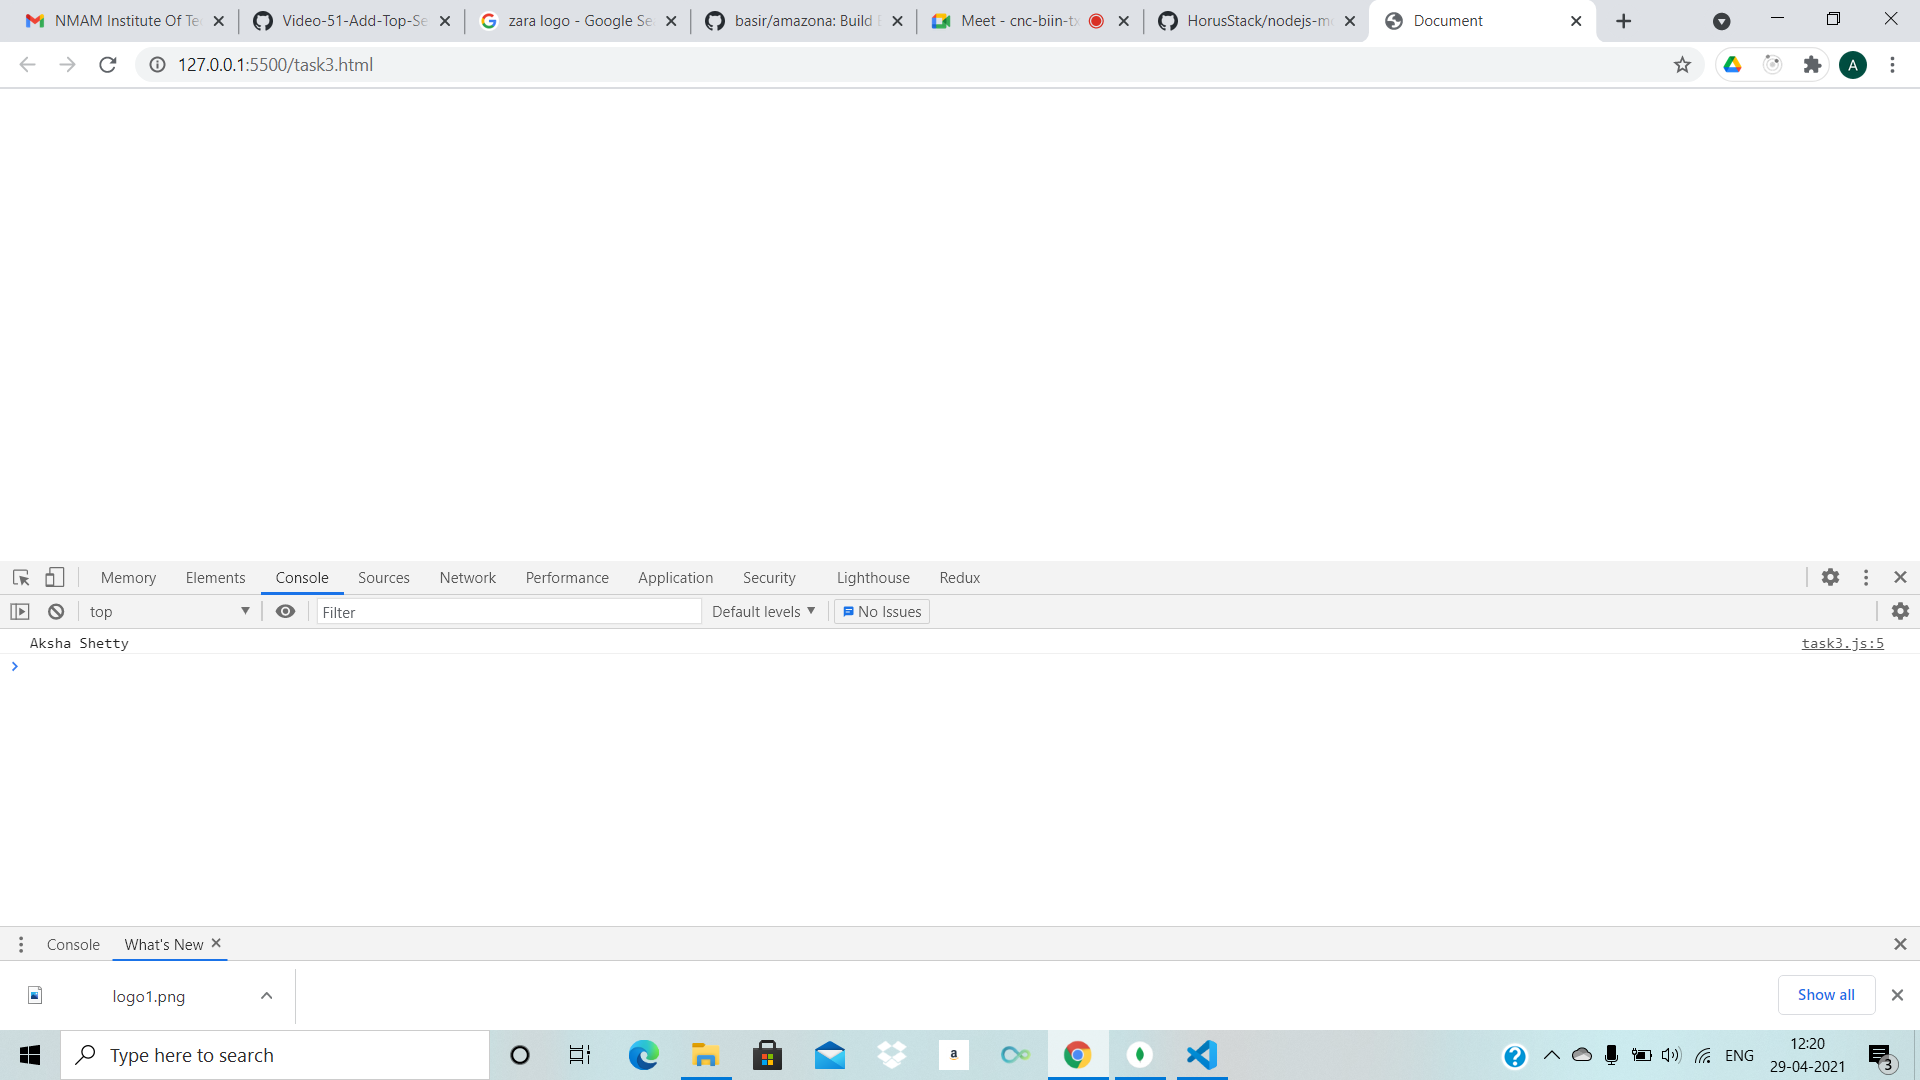 NMAM Institute Of Te
Video-51-Add-Top-Se
zara logo - Google Se
basir/amazona: Build
Meet - cnc-biin-tx
HorusStack/nodejs-m
Document
127.0.0.1:5500/task3.html
A
Memory Elements Console Sources Network Performance Application Security Lighthouse Redux
top Filter Default levels No Issues
Aksha Shetty task3.js:5
Console What's New
logo1.png Show all
Type here to search
a
ENG
12:20
29-04-2021
3